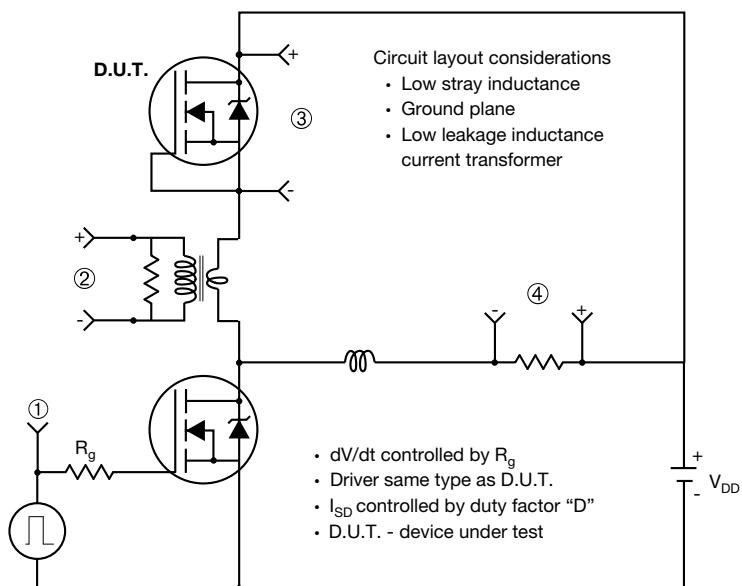 D.U.T.
+
Circuit layout considerations
• Low stray inductance
• Ground plane
• Low leakage inductance
current transformer
③
-
+
②
-
④
-
+
①
R_g
• dV/dt controlled by R_g
• Driver same type as D.U.T.
• I_SD controlled by duty factor “D”
• D.U.T. - device under test
+
V_DD
-